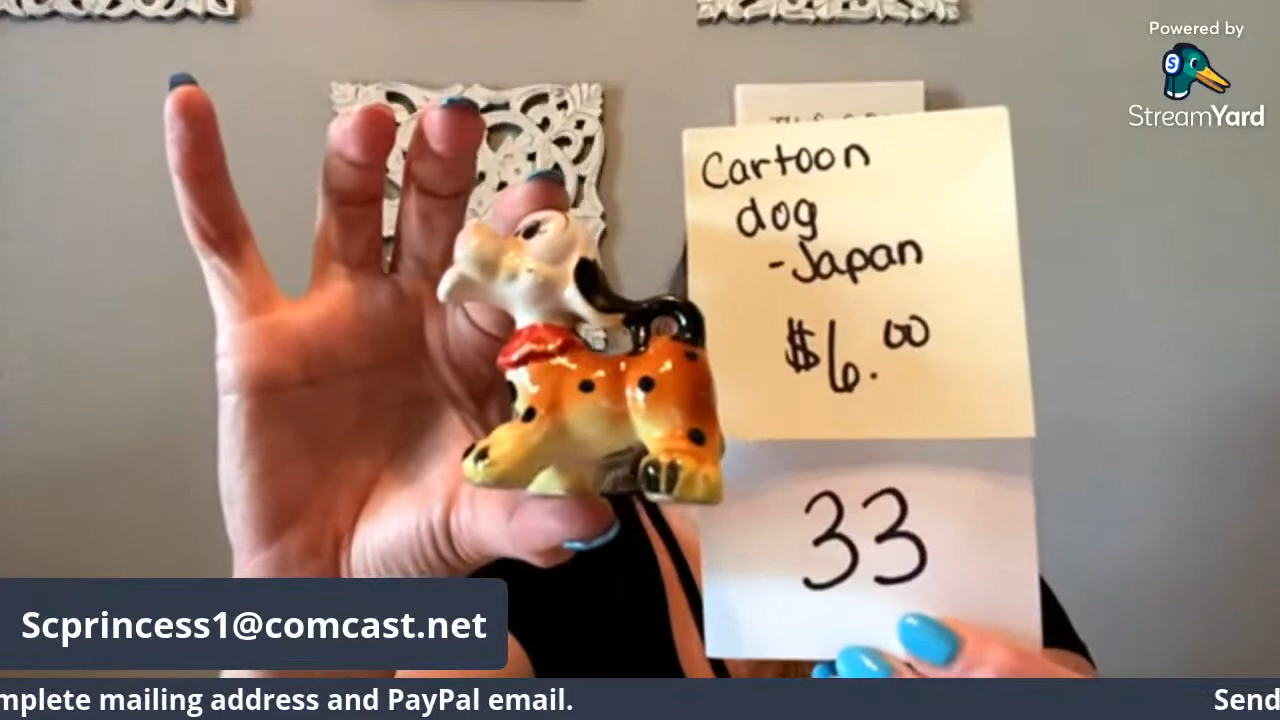 Powered by
StreamYard
Cartoon
dog
-Japan
$6.00
33
Scprincess1@comcast.net
mplete mailing address and PayPal email.
Send